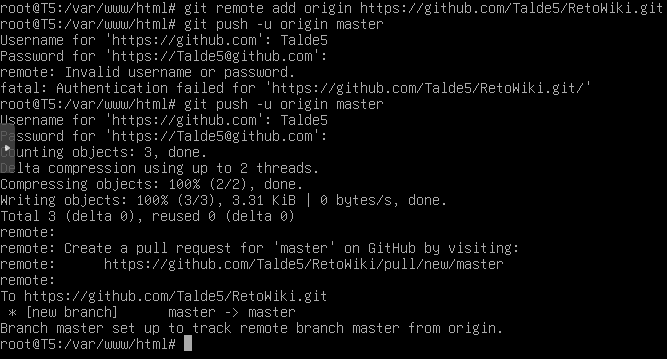 root@T5:/var/www/html# git remote add origin https://github.com/Talde5/RetoWiki.git
root@T5:/var/www/html# git push -u origin master
Username for 'https://github.com': Talde5
Password for 'https://Talde5@github.com':
remote: Invalid username or password.
fatal: Authentication failed for 'https://github.com/Talde5/RetoWiki.git/'
root@T5:/var/www/html# git push -u origin master
Username for 'https://github.com': Talde5
Password for 'https://Talde5@github.com':
Counting objects: 3, done.
Delta compression using up to 2 threads.
Compressing objects: 100% (2/2), done.
Writing objects: 100% (3/3), 3.31 KiB | 0 bytes/s, done.
Total 3 (delta 0), reused 0 (delta 0)
remote:
remote: Create a pull request for 'master' on GitHub by visiting:
remote:      https://github.com/Talde5/RetoWiki/pull/new/master
remote:
To https://github.com/Talde5/RetoWiki.git
 * [new branch]      master -> master
Branch master set up to track remote branch master from origin.
root@T5:/var/www/html#